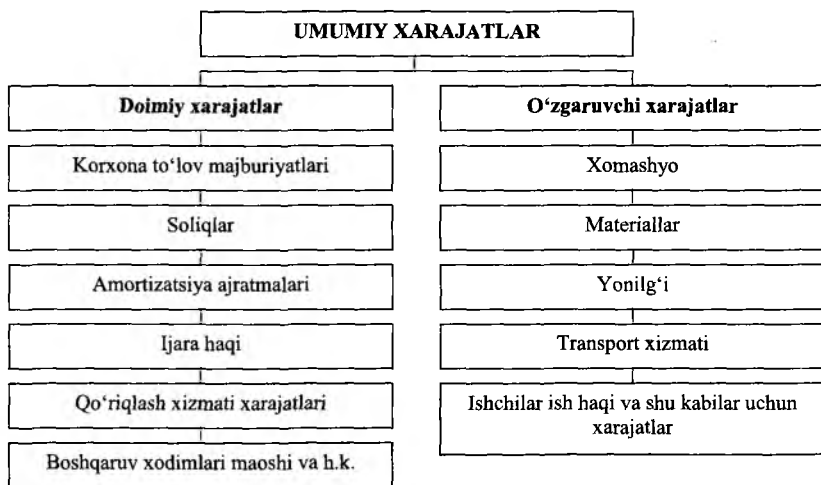 UMUMIY XARAJATLAR
Doimiy xarajatlar
Korxona to‘lov majburiyatlari
Soliqlar
Amortizatsiya ajratmalari
Ijara haqi
Qo‘riqlash xizmati xarajatlari
Boshqaruv xodimlari maoshi va h.k.
O‘zgaruvchi xarajatlar
Xomashyo
Materiallar
Yonilg‘i
Transport xizmati
Ishchilar ish haqi va shu kabilar uchun
xarajatlar